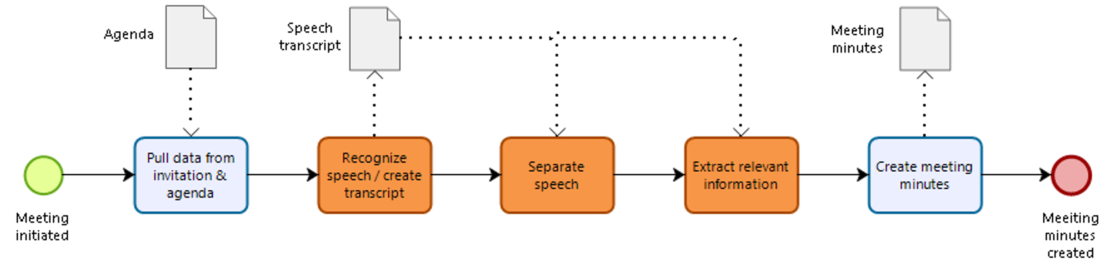 Agenda
Speech
transcript
Meeting
minutes
Pull data from
invitation &
agenda
Recognize
speech / create
transcript
Separate
speech
Extract relevant
information
Create meeting
minutes
Meeting
initiated
Meeiting
minutes
created